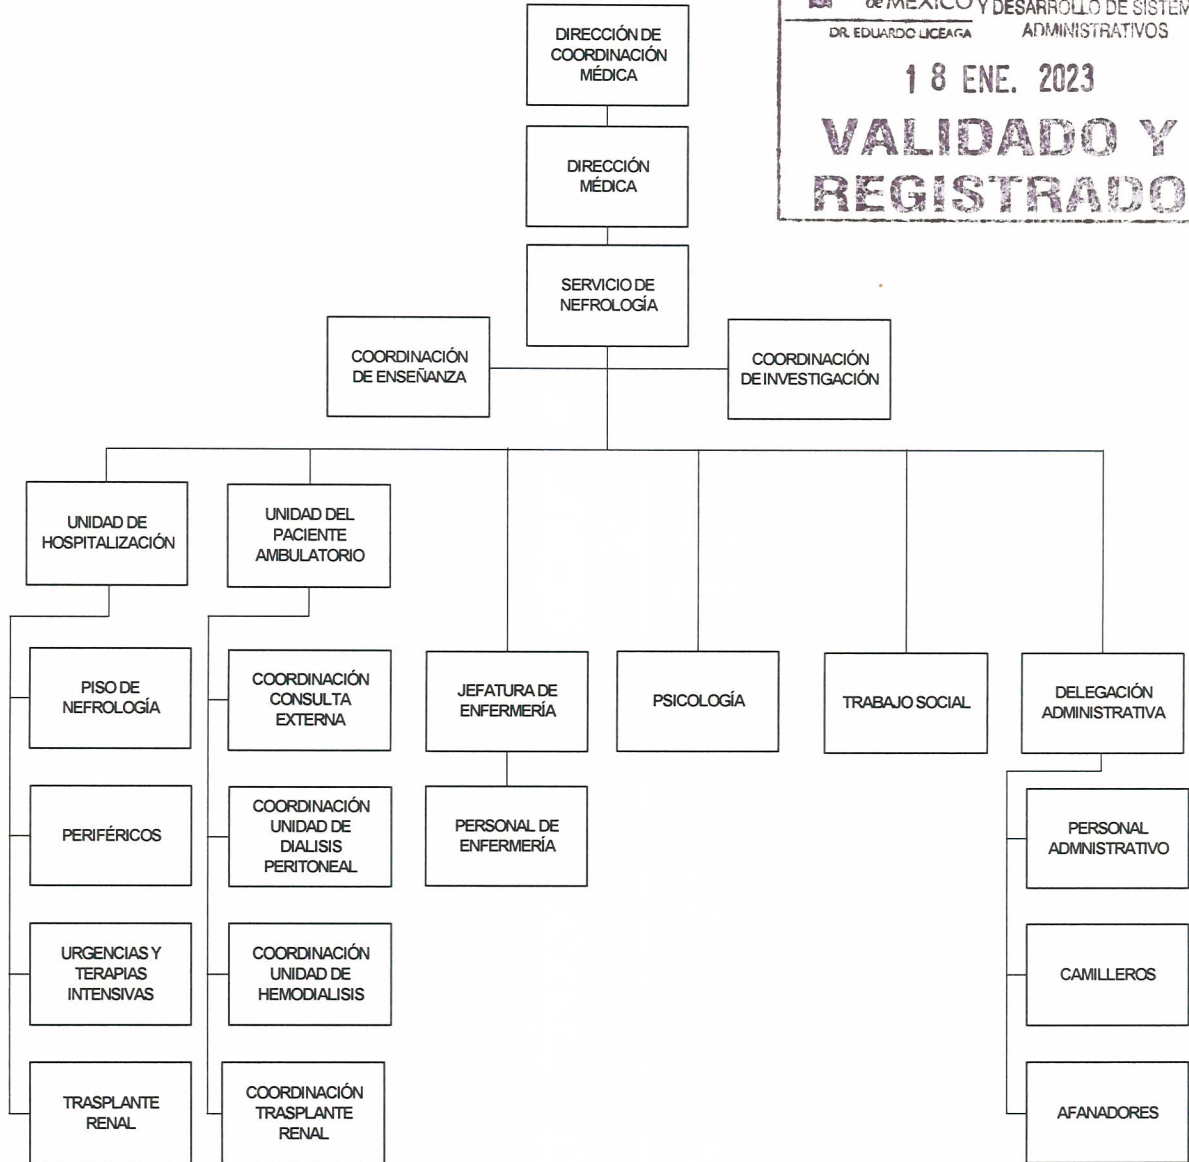 DIRECCIÓN DE
COORDINACIÓN
MÉDICA
de MÉXICO Y DESARROLLO DE SISTEM
DR. EDUARDO LICEAGA ADMINISTRATIVOS
18 ENE. 2023
VALIDADO Y
REGISTRADO
DIRECCIÓN
MÉDICA
SERVICIO DE
NEFROLOGÍA
COORDINACIÓN
DE ENSEÑANZA
COORDINACIÓN
DE INVESTIGACIÓN
UNIDAD DE
HOSPITALIZACIÓN
UNIDAD DEL
PACIENTE
AMBULATORIO
PISO DE
NEFROLOGÍA
COORDINACIÓN
CONSULTA
EXTERNA
JEFATURA DE
ENFERMERÍA
PSICOLOGÍA
TRABAJO SOCIAL
DELEGACIÓN
ADMINISTRATIVA
PERIFÉRICOS
COORDINACIÓN
UNIDAD DE
DIALISIS
PERITONEAL
PERSONAL DE
ENFERMERÍA
PERSONAL
ADMNISTRATIVO
URGENCIAS Y
TERAPIAS
INTENSIVAS
COORDINACIÓN
UNIDAD DE
HEMODIALISIS
CAMILLEROS
TRASPLANTE
RENAL
COORDINACIÓN
TRASPLANTE
RENAL
AFANADORES